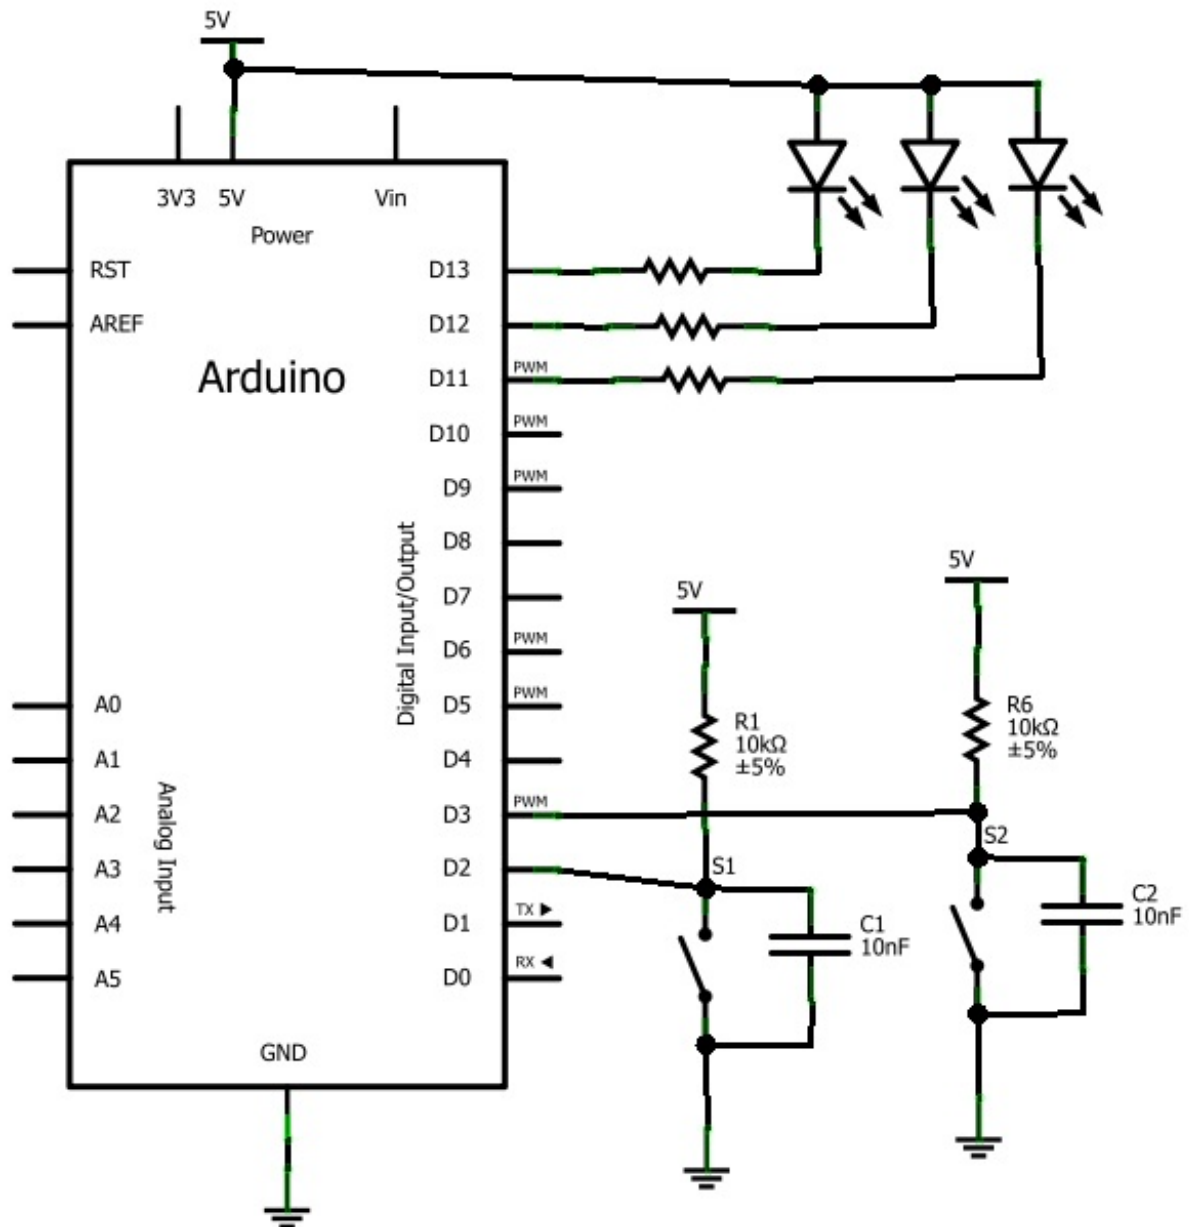 5V
3V3 5V Vin
Power
RST
AREF
Arduino
D13
D12
D11 PWM
D10 PWM
D9 PWM
D8
D7
D6 PWM
D5 PWM
D4
D3 PWM
D2
D1 TX
D0 RX
Digital Input/Output
A0
A1
A2
A3
A4
A5
Analog Input
GND
5V
R1
10kΩ
±5%
S1
C1
10nF
5V
R6
10kΩ
±5%
S2
C2
10nF